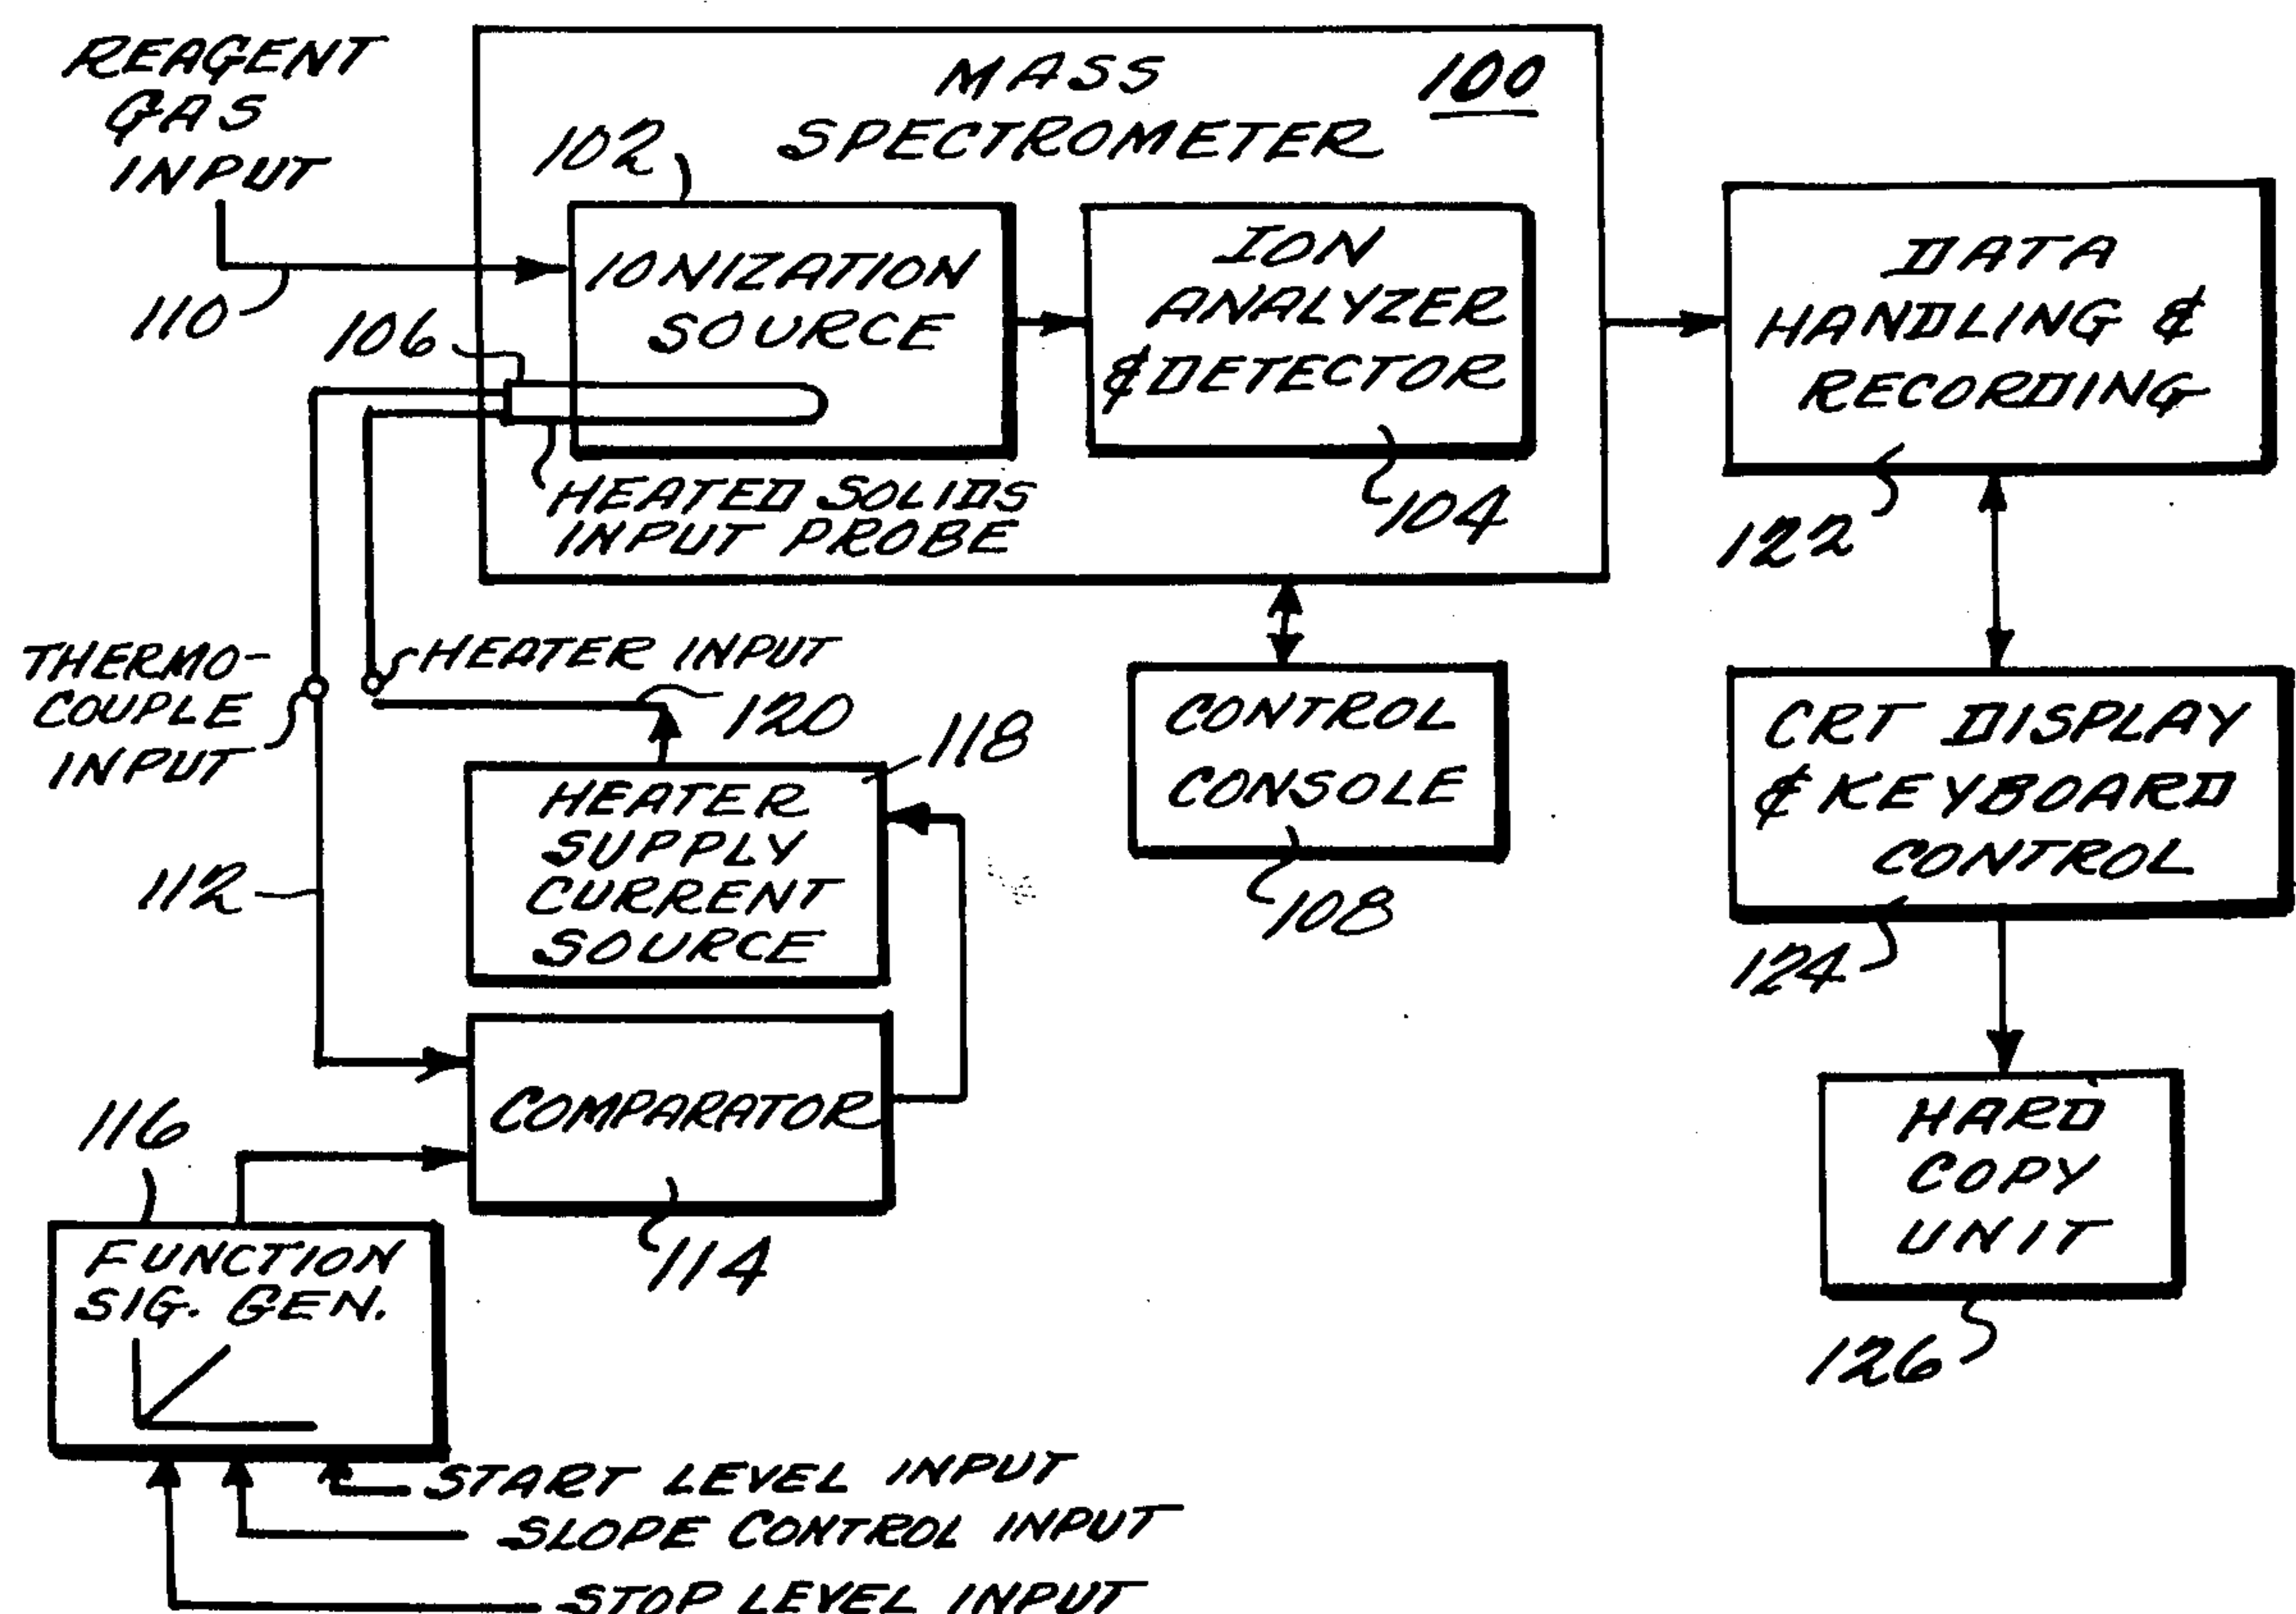 REAGENT
GAS
INPUT
110
MASS
SPECTROMETER
100
102
IONIZATION
SOURCE
106
HEATED SOLIDS
INPUT PROBE
ION
ANALYZER
& DETECTOR
104
DATA
HANDLING &
RECORDING
122
THERMO-
COUPLE
INPUT
HEATER INPUT
120
118
HEATER
SUPPLY
CURRENT
SOURCE
112
CONTROL
CONSOLE
108
CRT DISPLAY
& KEYBOARD
CONTROL
124
COMPARATOR
114
116
FUNCTION
SIG. GEN.
HARD
COPY
UNIT
126
START LEVEL INPUT
SLOPE CONTROL INPUT
STOP LEVEL INPUT